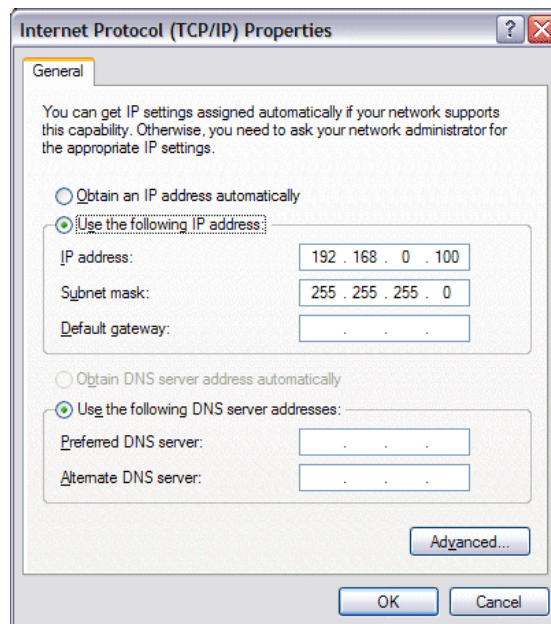 Internet Protocol (TCP/IP) Properties
General
You can get IP settings assigned automatically if your network supports
this capability. Otherwise, you need to ask your network administrator for
the appropriate IP settings.
Obtain an IP address automatically
Use the following IP address:
IP address: 192 . 168 . 0 . 100
Subnet mask: 255 . 255 . 255 . 0
Default gateway: . . .
Obtain DNS server address automatically
Use the following DNS server addresses:
Preferred DNS server: . . .
Alternate DNS server: . . .
Advanced...
OK Cancel